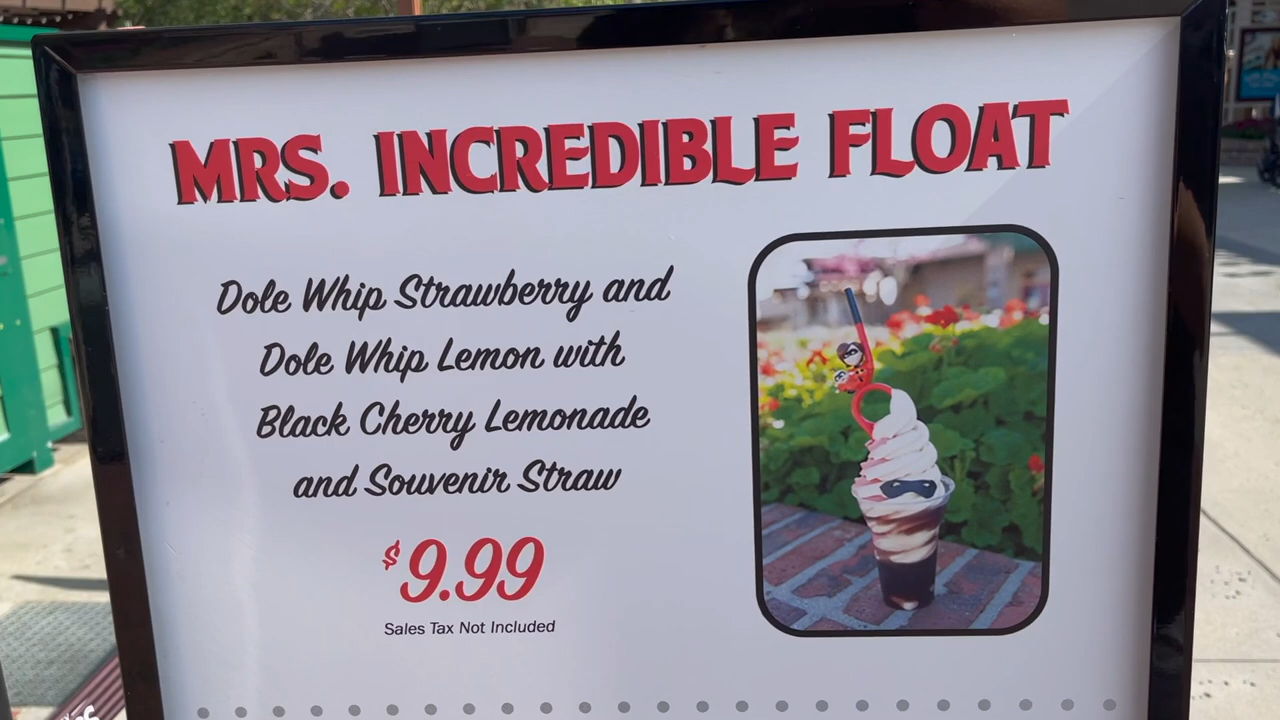 MRS. INCREDIBLE FLOAT
Dole Whip Strawberry and
Dole Whip Lemon with
Black Cherry Lemonade
and Souvenir Straw
$9.99
Sales Tax Not Included